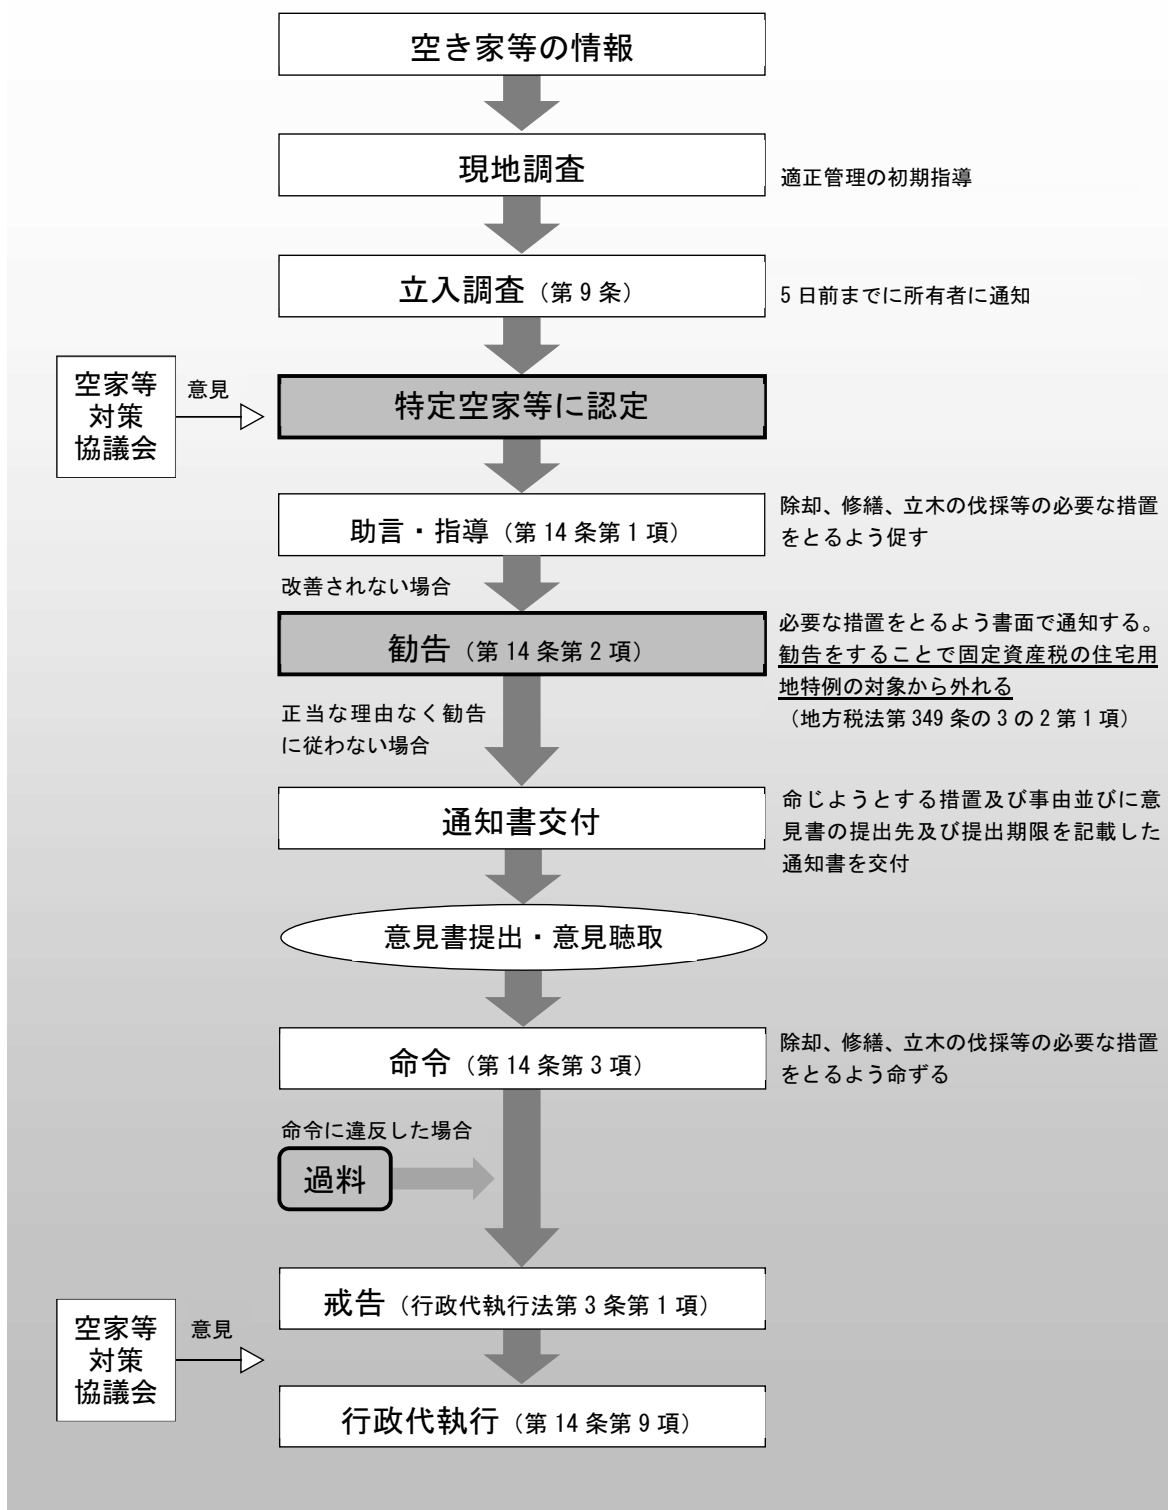 空き家等の情報
現地調査
適正管理の初期指導
立入調査（第 9 条）
5 日前までに所有者に通知
空家等
対策
協議会
意見
特定空家等に認定
助言・指導（第 14 条第 1 項）
除却、修繕、立木の伐採等の必要な措置
をとるよう促す
改善されない場合
勧告（第 14 条第 2 項）
必要な措置をとるよう書面で通知する。
勧告をすることで固定資産税の住宅用
地特例の対象から外れる
（地方税法第 349 条の 3 の 2 第 1 項）
正当な理由なく勧告
に従わない場合
通知書交付
命じようとする措置及び事由並びに意
見書の提出先及び提出期限を記載した
通知書を交付
意見書提出・意見聴取
命令（第 14 条第 3 項）
除却、修繕、立木の伐採等の必要な措置
をとるよう命ずる
命令に違反した場合
過料
戒告（行政代執行法第 3 条第 1 項）
空家等
対策
協議会
意見
行政代執行（第 14 条第 9 項）